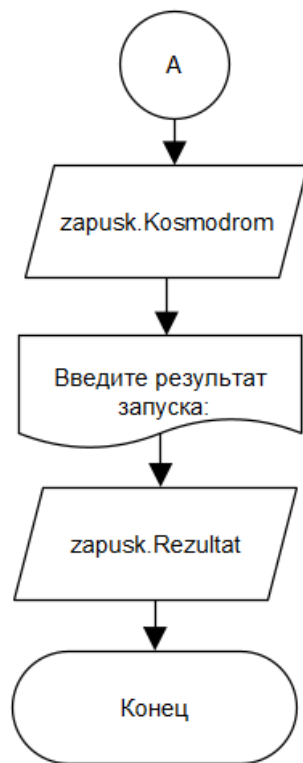 А
zapusk.Kosmodrom
Введите результат
запуска:
zapusk.Rezultat
Конец